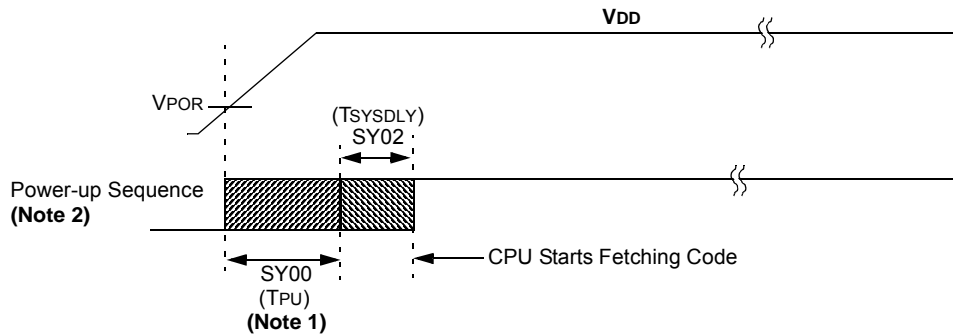 VDD
VPOR
(TSYSDLY)
SY02
Power-up Sequence
(Note 2)
CPU Starts Fetching Code
SY00
(TPU)
(Note 1)